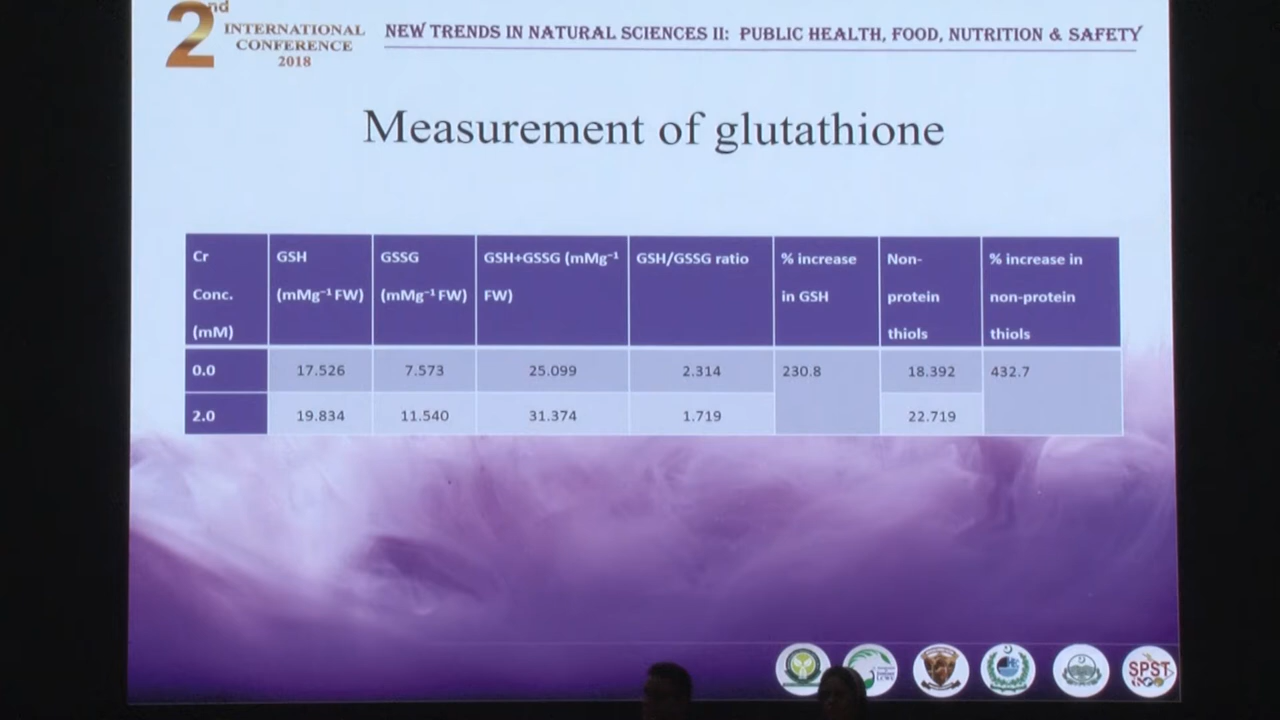 2nd
INTERNATIONAL
CONFERENCE
2018
NEW TRENDS IN NATURAL SCIENCES II: PUBLIC HEALTH, FOOD, NUTRITION & SAFETY
Measurement of glutathione
Cr Conc. (mM) GSH (mMg⁻¹ FW) GSSG (mMg⁻¹ FW) GSH+GSSG (mMg⁻¹ FW) GSH/GSSG ratio % increase in GSH Non-protein thiols % increase in non-protein thiols
0.0 17.526 7.573 25.099 2.314 230.8 18.392 432.7
2.0 19.834 11.540 31.374 1.719 22.719
SPST